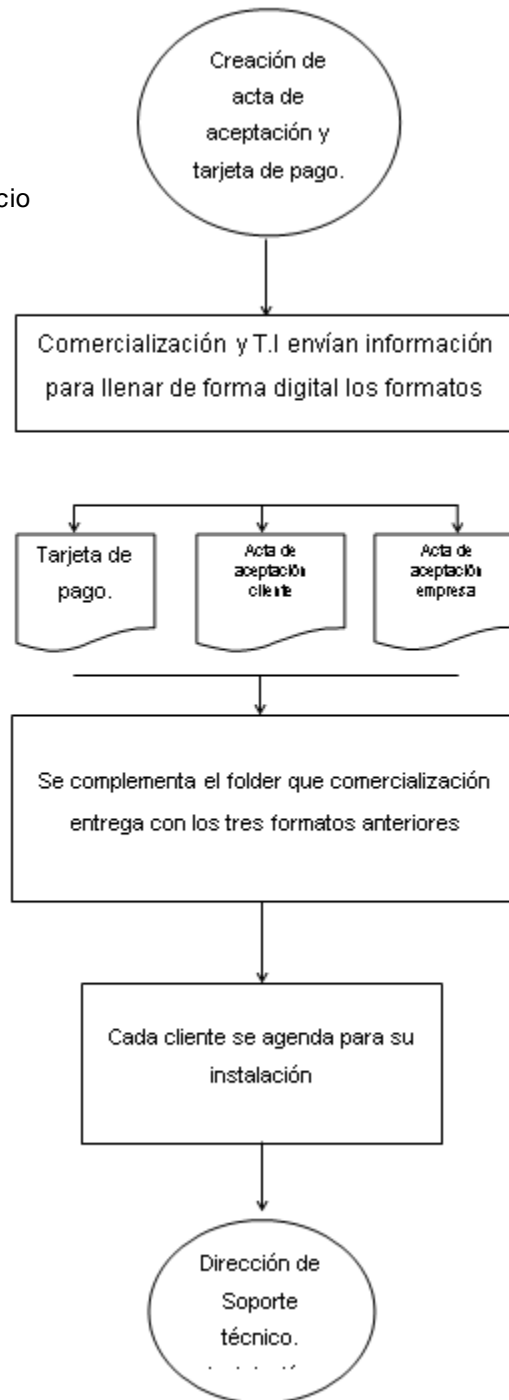 Creación de
acta de
aceptación y
tarjeta de pago.
cio
Comercialización y T.I envían información
para llenar de forma digital los formatos
Tarjeta de
pago.
Acta de
aceptación
cliente
Acta de
aceptación
empresa
Se complementa el folder que comercialización
entrega con los tres formatos anteriores
Cada cliente se agenda para su
instalación
Dirección de
Soporte
técnico.